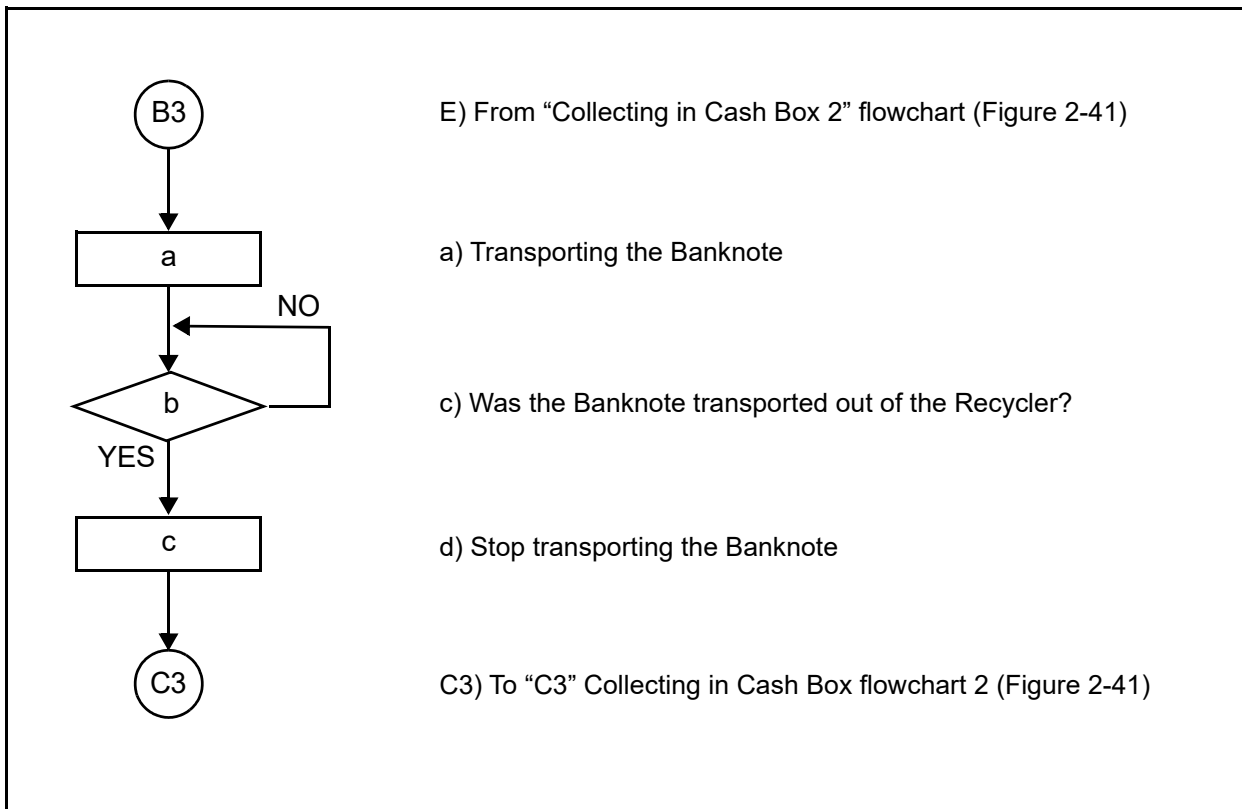 B3
E) From “Collecting in Cash Box 2” flowchart (Figure 2-41)
a
a) Transporting the Banknote
NO
b
c) Was the Banknote transported out of the Recycler?
YES
c
d) Stop transporting the Banknote
C3
C3) To “C3” Collecting in Cash Box flowchart 2 (Figure 2-41)